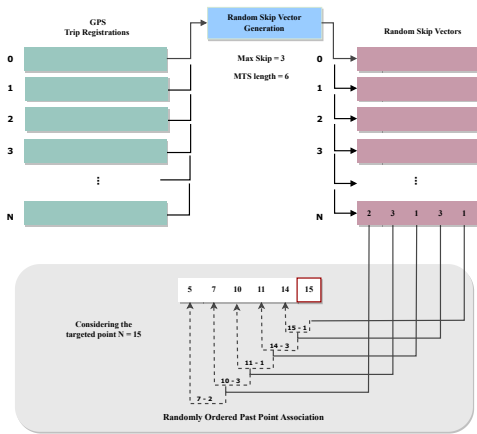 GPS
Trip Registrations
Random Skip Vector
Generation
Random Skip Vectors
Max Skip = 3
MTS length = 6
0
1
2
3
...
N
0
1
2
3
...
N
2 3 1 3 1
5 7 10 11 14 15
Considering the
targeted point N = 15
15 - 1
14 - 3
11 - 1
10 - 3
7 - 2
Randomly Ordered Past Point Association